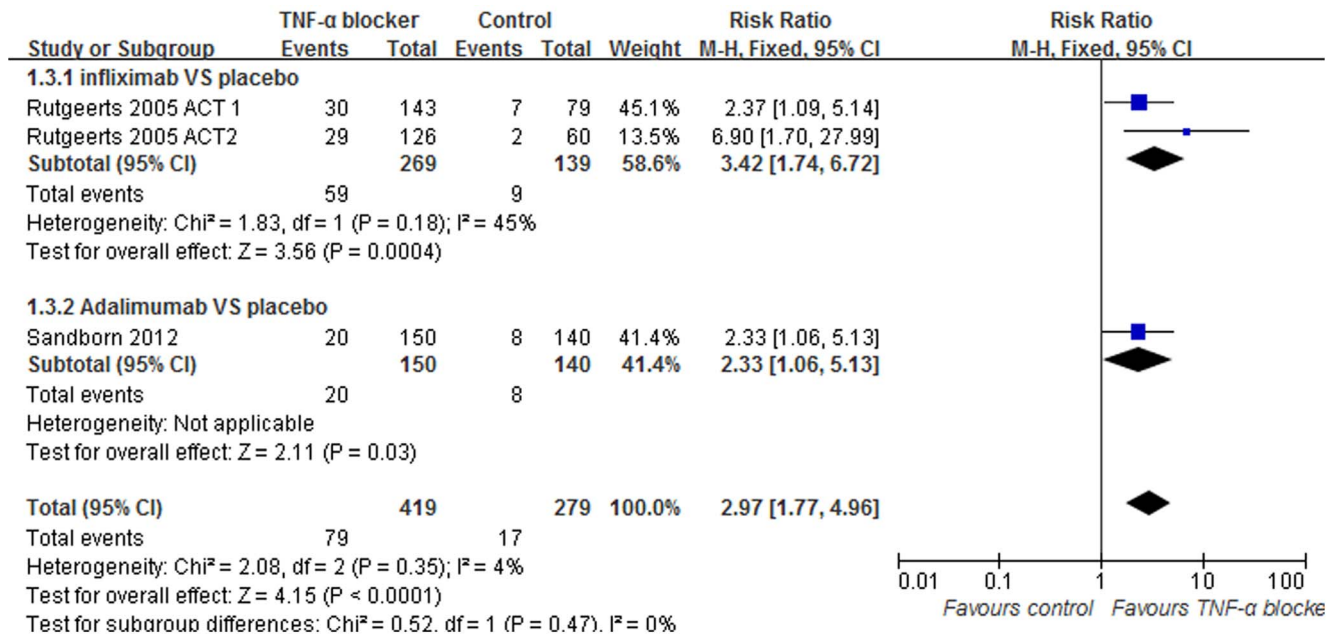 TNF-α blocker Control Risk Ratio Risk Ratio
Study or Subgroup Events Total Events Total Weight M-H, Fixed, 95% CI M-H, Fixed, 95% CI
1.3.1 infliximab VS placebo
Rutgeerts 2005 ACT 1 30 143 7 79 45.1% 2.37 [1.09, 5.14]
Rutgeerts 2005 ACT2 29 126 2 60 13.5% 6.90 [1.70, 27.99]
Subtotal (95% CI) 269 139 58.6% 3.42 [1.74, 6.72]
Total events 59 9
Heterogeneity: Chi² = 1.83, df = 1 (P = 0.18); I² = 45%
Test for overall effect: Z = 3.56 (P = 0.0004)
1.3.2 Adalimumab VS placebo
Sandborn 2012 20 150 8 140 41.4% 2.33 [1.06, 5.13]
Subtotal (95% CI) 150 140 41.4% 2.33 [1.06, 5.13]
Total events 20 8
Heterogeneity: Not applicable
Test for overall effect: Z = 2.11 (P = 0.03)
Total (95% CI) 419 279 100.0% 2.97 [1.77, 4.96]
Total events 79 17
Heterogeneity: Chi² = 2.08, df = 2 (P = 0.35); I² = 4%
Test for overall effect: Z = 4.15 (P < 0.0001)
Test for subgroup differences: Chi² = 0.52, df = 1 (P = 0.47), I² = 0%
0.01 0.1 1 10 100
Favours control Favours TNF-α blocke